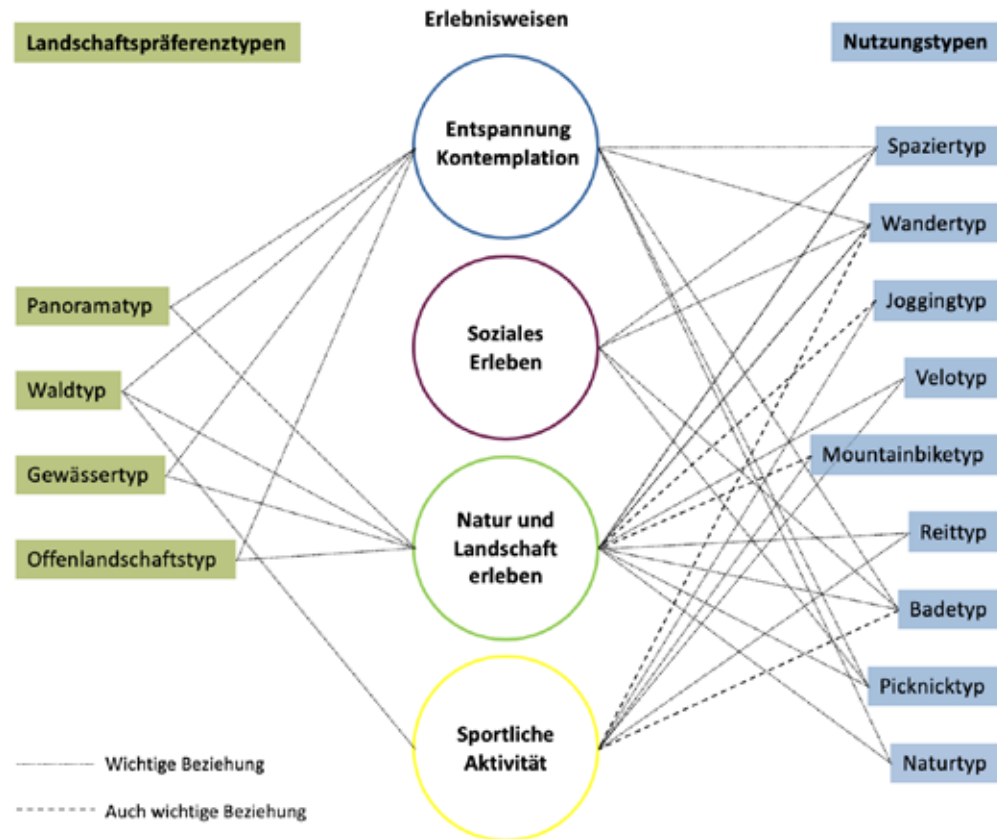 Erlebnisweisen
Landschaftspräferenztypen
Nutzungstypen
Entspannung
Kontemplation
Soziales
Erleben
Natur und
Landschaft
erleben
Sportliche
Aktivität
Panoramatyp
Waldtyp
Gewässertyp
Offenlandschaftstyp
Spaziertyp
Wandertyp
Joggingtyp
Velotyp
Mountainbiketyp
Reittyp
Badetyp
Picknicktyp
Naturtyp
Wichtige Beziehung
Auch wichtige Beziehung